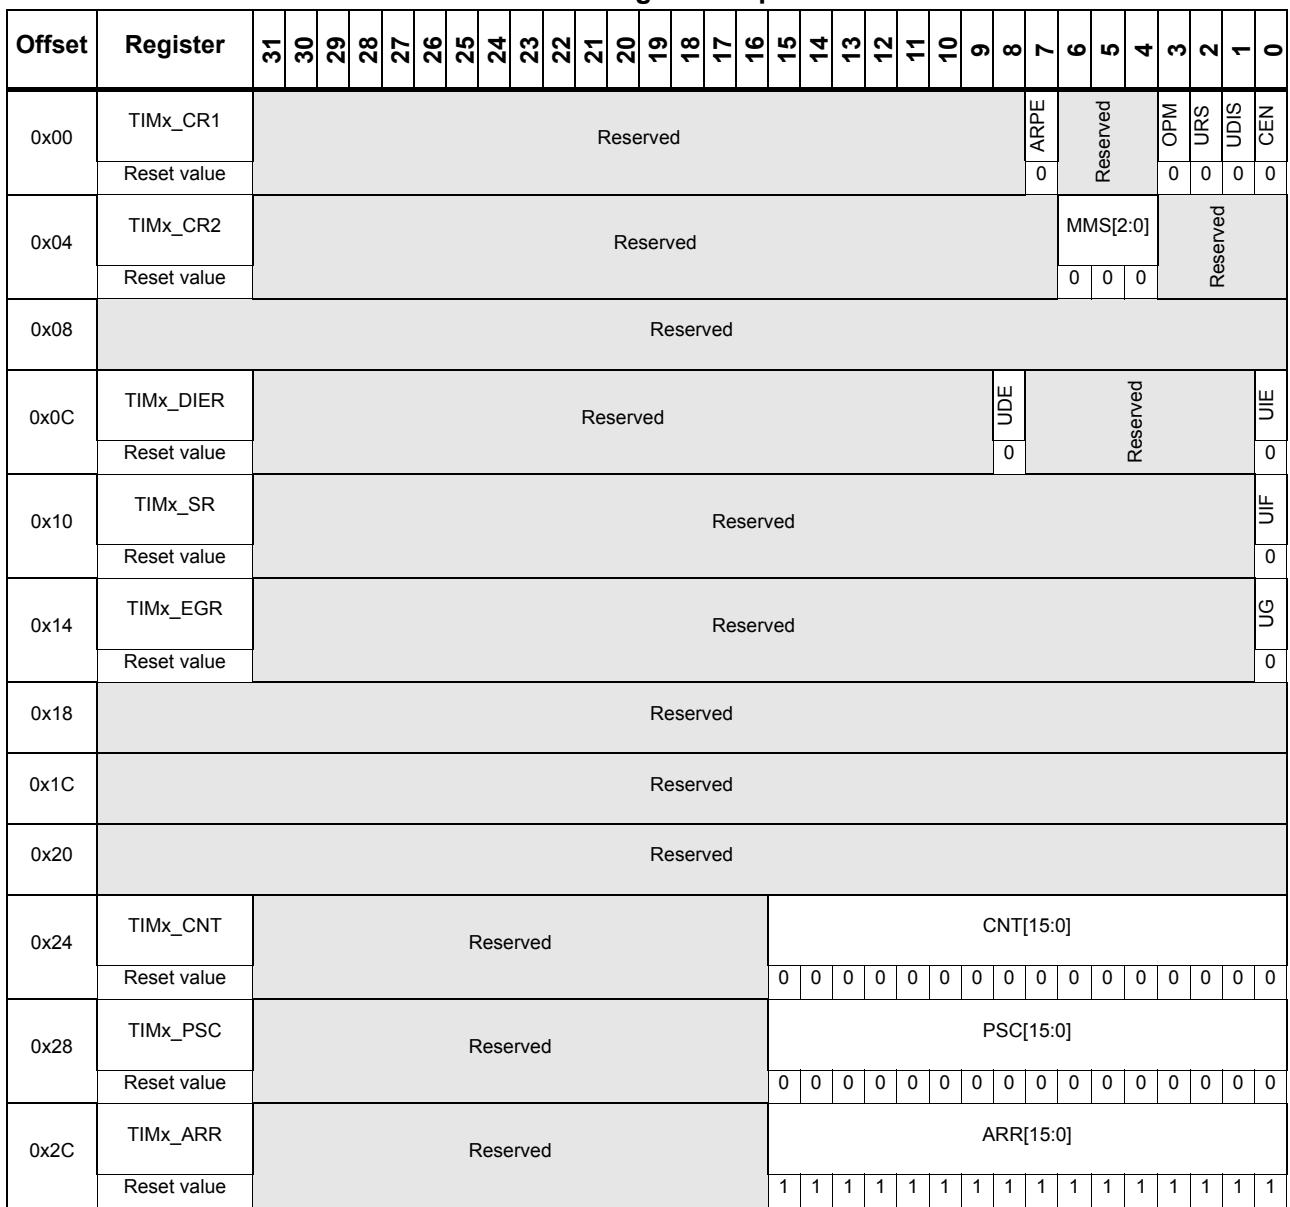 Offset Register 31 30 29 28 27 26 25 24 23 22 21 20 19 18 17 16 15 14 13 12 11 10 9 8 7 6 5 4 3 2 1 0
0x00 TIMx_CR1 Reserved ARPE Reserved OPM URS UDIS CEN
Reset value 0 0 0 0 0
0x04 TIMx_CR2 Reserved MMS[2:0] Reserved
Reset value 0 0 0
0x08 Reserved
0x0C TIMx_DIER Reserved UDE Reserved UIE
Reset value 0 0
0x10 TIMx_SR Reserved UIF
Reset value 0
0x14 TIMx_EGR Reserved UG
Reset value 0
0x18 Reserved
0x1C Reserved
0x20 Reserved
0x24 TIMx_CNT Reserved CNT[15:0]
Reset value 0 0 0 0 0 0 0 0 0 0 0 0 0 0 0 0
0x28 TIMx_PSC Reserved PSC[15:0]
Reset value 0 0 0 0 0 0 0 0 0 0 0 0 0 0 0 0
0x2C TIMx_ARR Reserved ARR[15:0]
Reset value 1 1 1 1 1 1 1 1 1 1 1 1 1 1 1 1